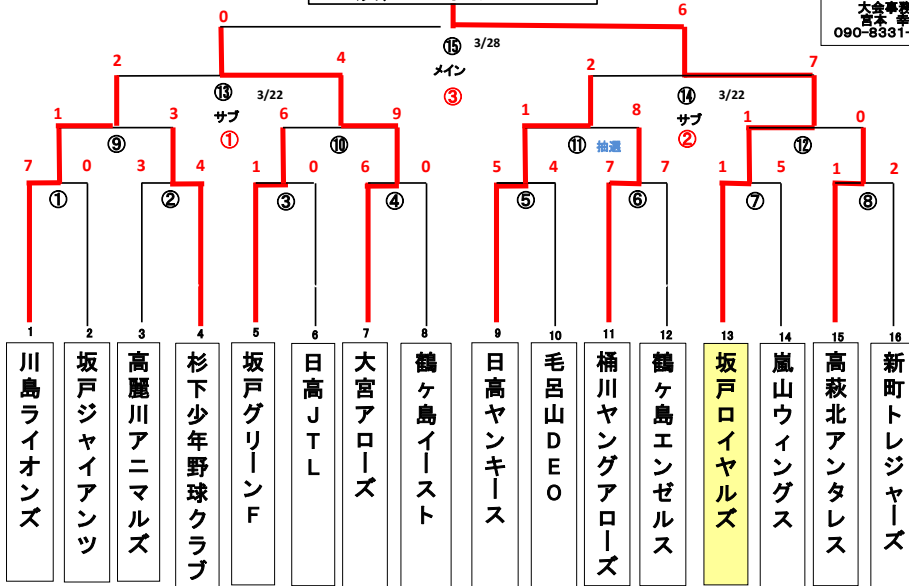 大会事務
宮本 幸
090-8331-
0
6
⑮ 3/28
メイン
③
2
4
2
7
⑬ 3/22
サブ
①
⑭ 3/22
サブ
②
1
3
6
9
1
8
1
0
⑨
⑩
⑪ 抽選
⑫
7
0
3
4
1
0
6
0
5
4
7
7
1
5
1
2
①
②
③
④
⑤
⑥
⑦
⑧
1
2
3
4
5
6
7
8
9
10
11
12
13
14
15
16
川島ライオンズ
坂戸ジャイアンツ
高麗川アニマルズ
杉下少年野球クラブ
坂戸グリーンF
日高JTL
大宮アローズ
鶴ヶ島イースト
日高ヤンキース
毛呂山DEO
桶川ヤングアローズ
鶴ヶ島エンゼルス
坂戸ロイヤルズ
嵐山ウィングス
高萩北アンタレス
新町トレジャーズ